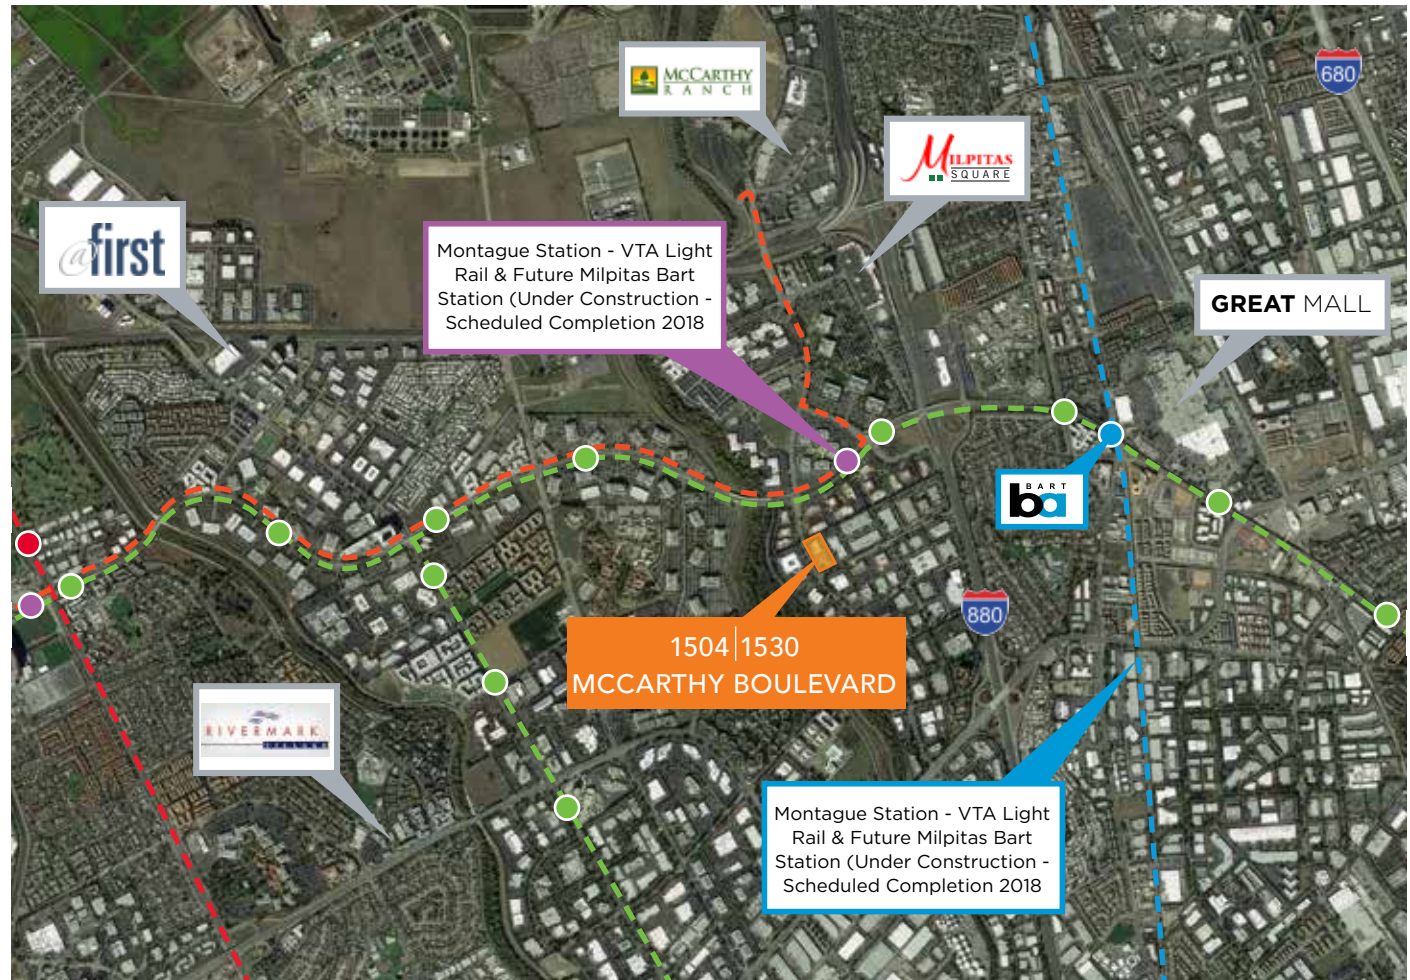 680
McCARTHY
RANCH
MILPITAS
SQUARE
@first
Montague Station - VTA Light
Rail & Future Milpitas Bart
Station (Under Construction -
Scheduled Completion 2018
GREAT MALL
BART
ba
880
1504|1530
MCCARTHY BOULEVARD
RIVERMARK
VILLAGE
Montague Station - VTA Light
Rail & Future Milpitas Bart
Station (Under Construction -
Scheduled Completion 2018